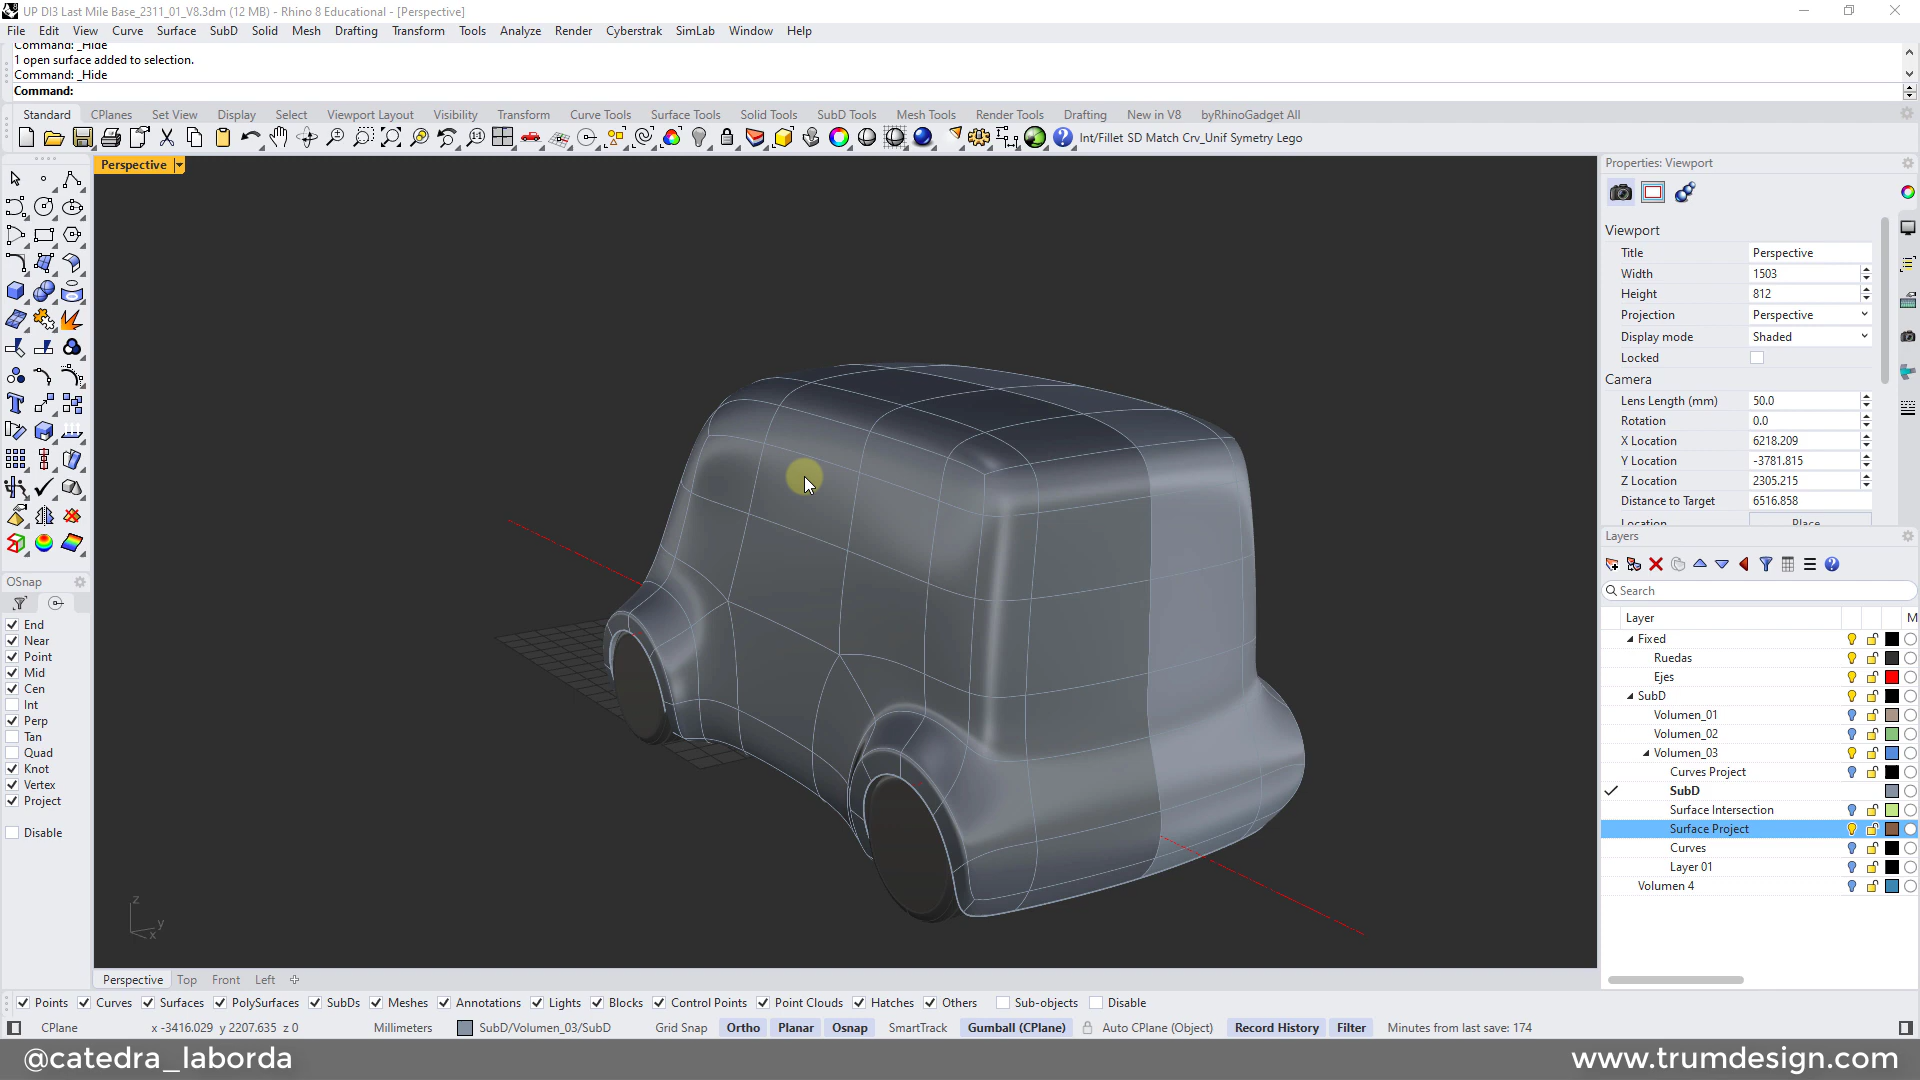 UP DI3 Last Mile Base_2311_01_V8.3dm (12 MB) - Rhino 8 Educational - [Perspective]
File Edit View Curve Surface SubD Solid Mesh Drafting Transform Tools Analyze Render Cyberstrak SimLab Window Help
Command: _Hide
1 open surface added to selection.
Command: _Hide
Command:
Standard CPlanes Set View Display Select Viewport Layout Visibility Transform Curve Tools Surface Tools Solid Tools SubD Tools Mesh Tools Render Tools Drafting New in V8 byRhinoGadget All
Int/Fillet SD Match Crv_Unif Symetry Lego
Perspective
Properties: Viewport
Viewport
Title Perspective
Width 1503
Height 812
Projection Perspective
Display mode Shaded
Locked
Camera
Lens Length (mm) 50.0
Rotation 0.0
X Location 6218.209
Y Location -3781.815
Z Location 2305.215
Distance to Target 6516.858
Location Place
Layers
Search
Layer M
Fixed
Ruedas
Ejes
SubD
Volumen_01
Volumen_02
Volumen_03
Curves Project
SubD
Surface Intersection
Surface Project
Curves
Layer 01
Volumen 4
OSnap
End
Near
Point
Mid
Cen
Int
Perp
Tan
Quad
Knot
Vertex
Project
Disable
z
y
x
Perspective Top Front Left
Points Curves Surfaces PolySurfaces SubDs Meshes Annotations Lights Blocks Control Points Point Clouds Hatches Others Sub-objects Disable
CPlane x -3416.029 y 2207.635 z 0 Millimeters SubD/Volumen_03/SubD Grid Snap Ortho Planar Osnap SmartTrack Gumball (CPlane) Auto CPlane (Object) Record History Filter Minutes from last save: 174
@catedra_laborda
www.trumdesign.com